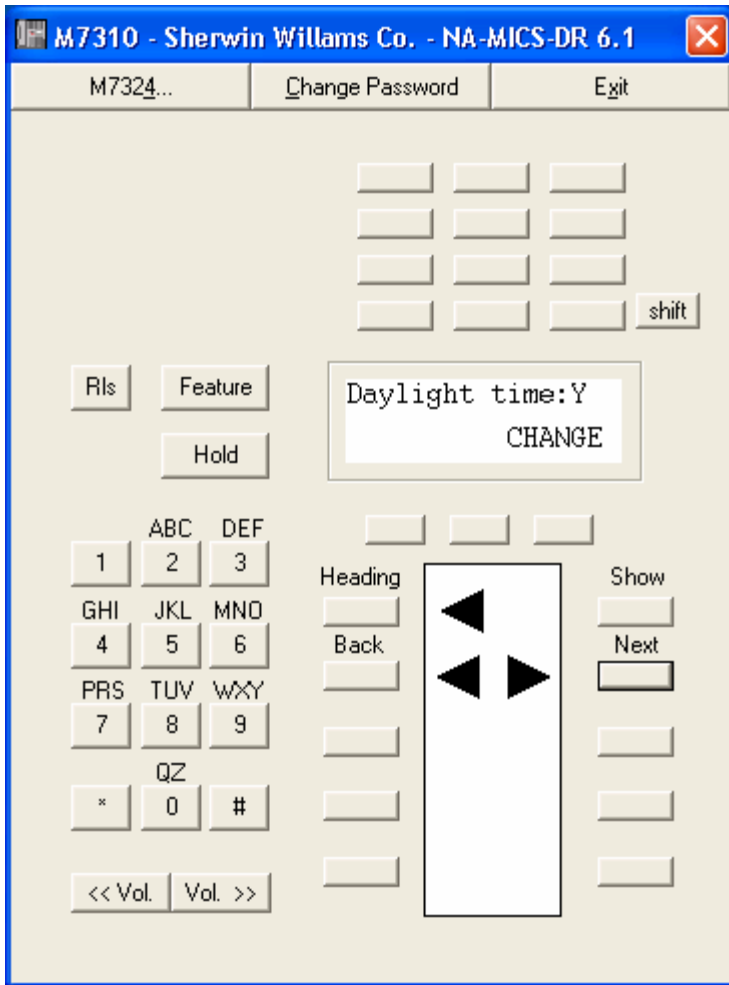 M7310 - Sherwin Willams Co. - NA-MICS-DR 6.1
M7324... Change Password Exit
shift
Rls Feature
Daylight time:Y
CHANGE
Hold
ABC DEF
1 2 3
Heading Show
GHI JKL MNO
4 5 6
Back Next
PRS TUV WXY
7 8 9
QZ
* 0 #
<< Vol. Vol. >>